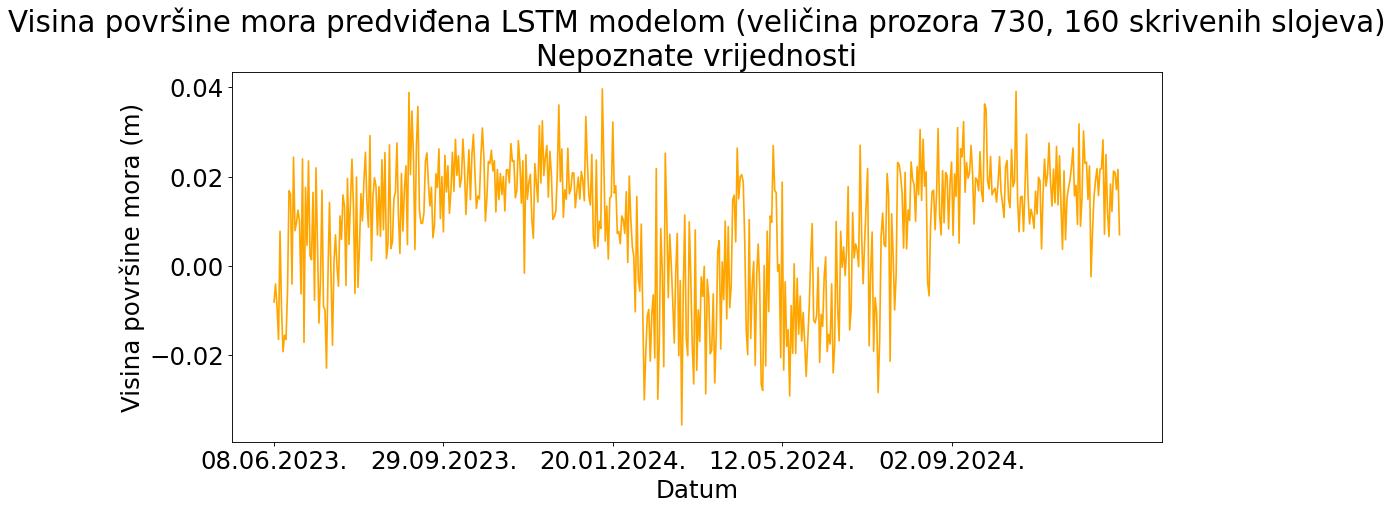 Visina površine mora predviđena LSTM modelom (veličina prozora 730, 160 skrivenih slojeva)
Nepoznate vrijednosti
Visina površine mora (m)
0.04
0.02
0.00
−0.02
08.06.2023. 29.09.2023. 20.01.2024. 12.05.2024. 02.09.2024.
Datum